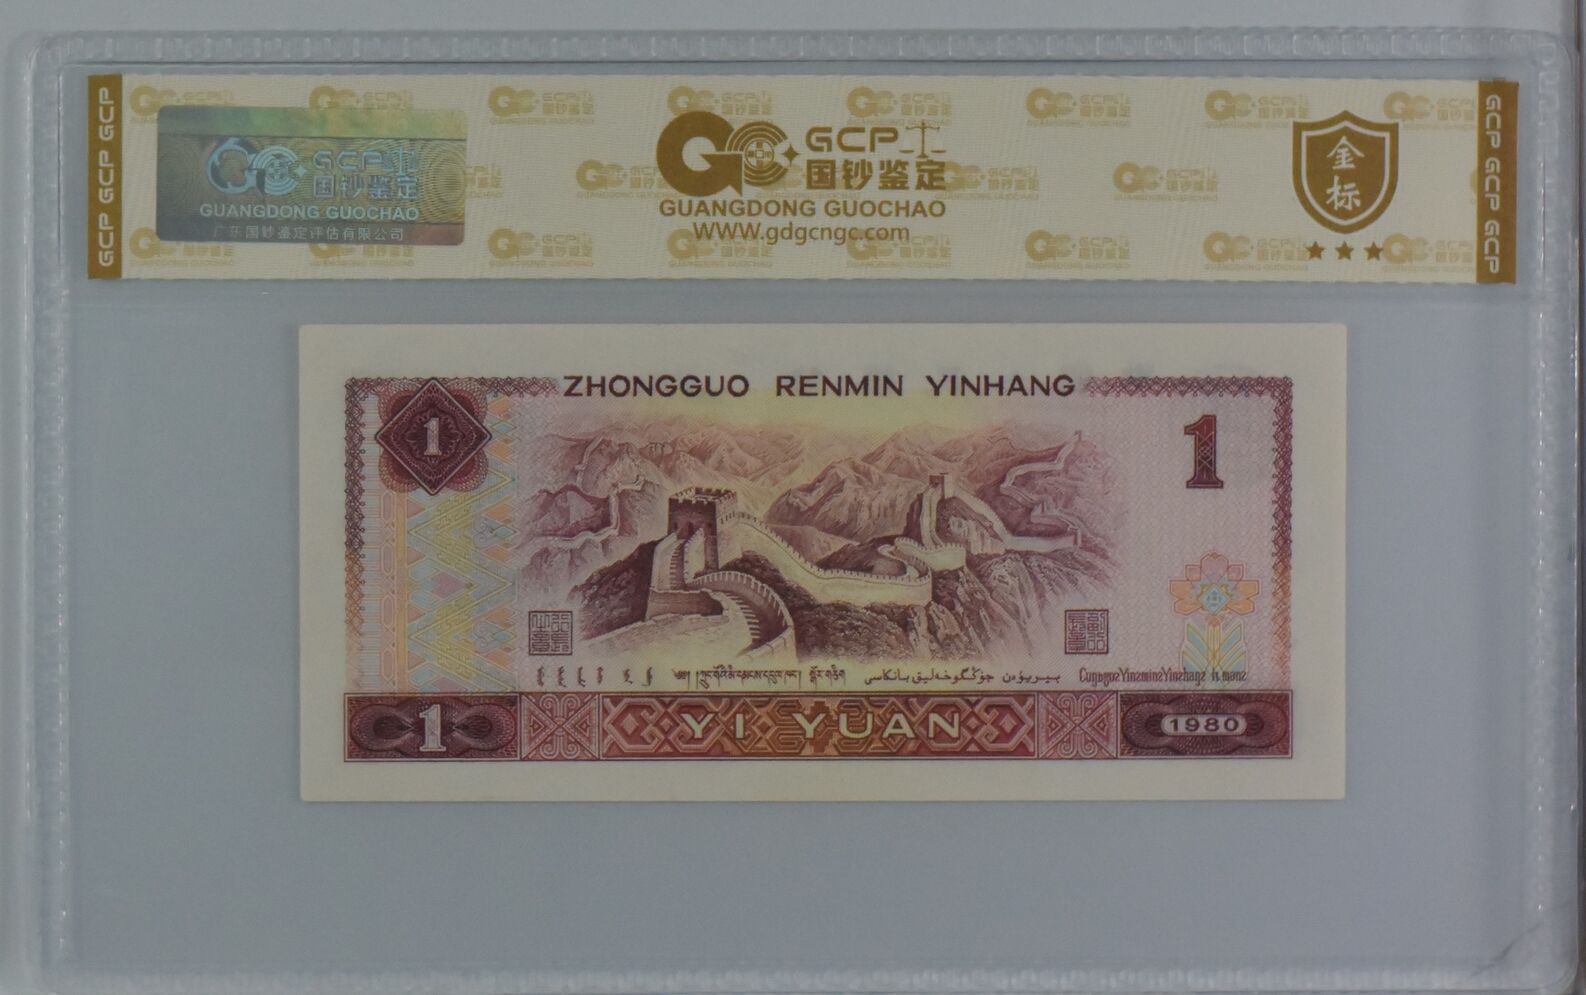 GCP GCP GCP
GCP
国钞鉴定
GUANGDONG GUOCHAO
广东国钞鉴定评估有限公司
GCP
国钞鉴定
GUANGDONG GUOCHAO
WWW.gdgcngc.com
金标
GCP GCP GCP
ZHONGGUO RENMIN YINHANG
1
1
1
YI YUAN
1980